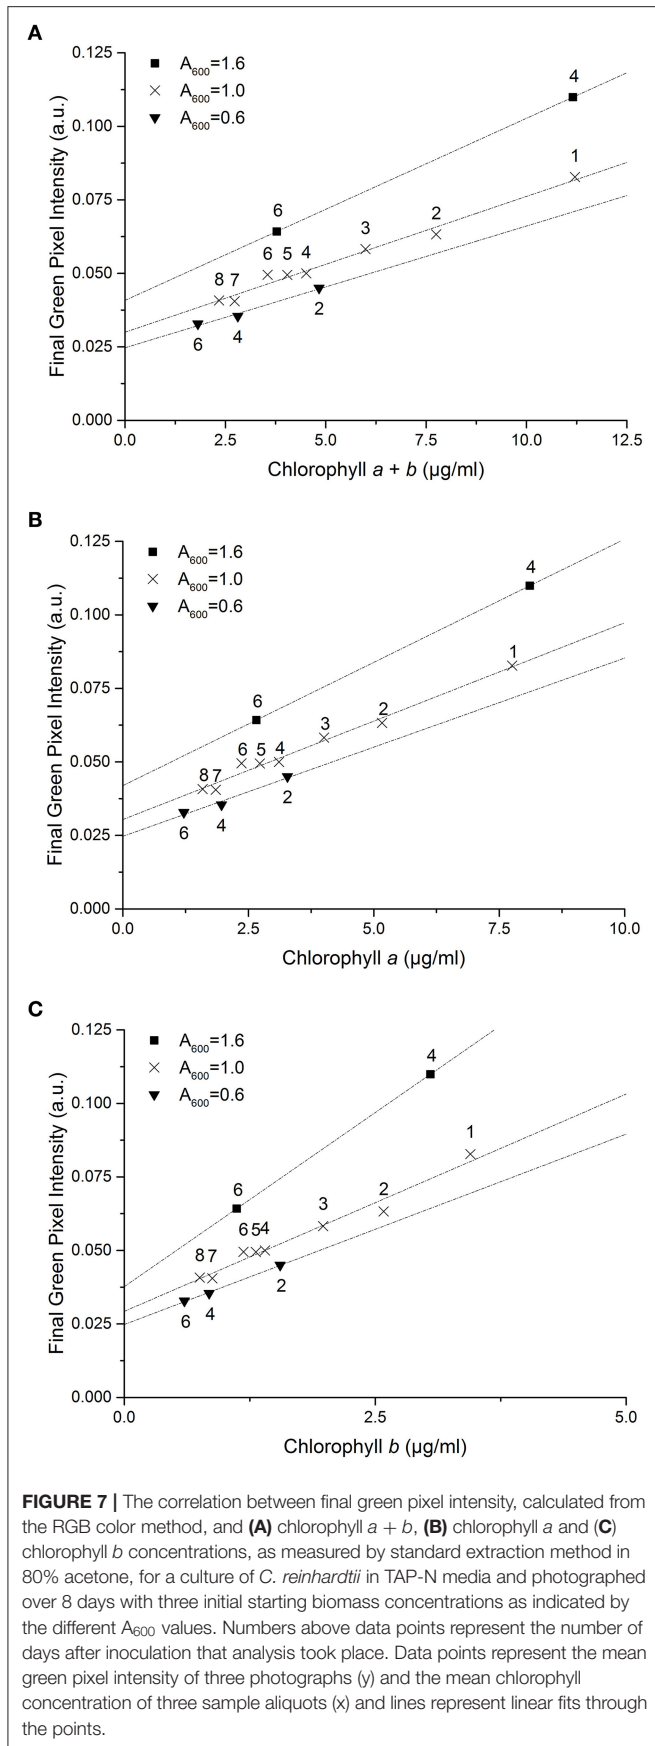 A
0.125
A600=1.6
A600=1.0
A600=0.6
4
0.100
1
0.075
6
3
2
6 5 4
0.050
8 7
2
0.025
6 4
0.000
0.0 2.5 5.0 7.5 10.0 12.5
Final Green Pixel Intensity (a.u.)
Chlorophyll a + b (µg/ml)
B
0.125
A600=1.6
A600=1.0
A600=0.6
4
0.100
1
0.075
6
3 2
6 5 4
0.050
8 7
2
0.025
6 4
0.000
0.0 2.5 5.0 7.5 10.0
Final Green Pixel Intensity (a.u.)
Chlorophyll a (µg/ml)
C
0.125
A600=1.6
A600=1.0
A600=0.6
4
0.100
1
0.075
6
3 2
6 5 4
0.050
8 7
2
0.025
6 4
0.000
0.0 2.5 5.0
Final Green Pixel Intensity (a.u.)
Chlorophyll b (µg/ml)
FIGURE 7 | The correlation between final green pixel intensity, calculated from
the RGB color method, and (A) chlorophyll a + b, (B) chlorophyll a and (C)
chlorophyll b concentrations, as measured by standard extraction method in
80% acetone, for a culture of C. reinhardtii in TAP-N media and photographed
over 8 days with three initial starting biomass concentrations as indicated by
the different A600 values. Numbers above data points represent the number of
days after inoculation that analysis took place. Data points represent the mean
green pixel intensity of three photographs (y) and the mean chlorophyll
concentration of three sample aliquots (x) and lines represent linear fits through
the points.